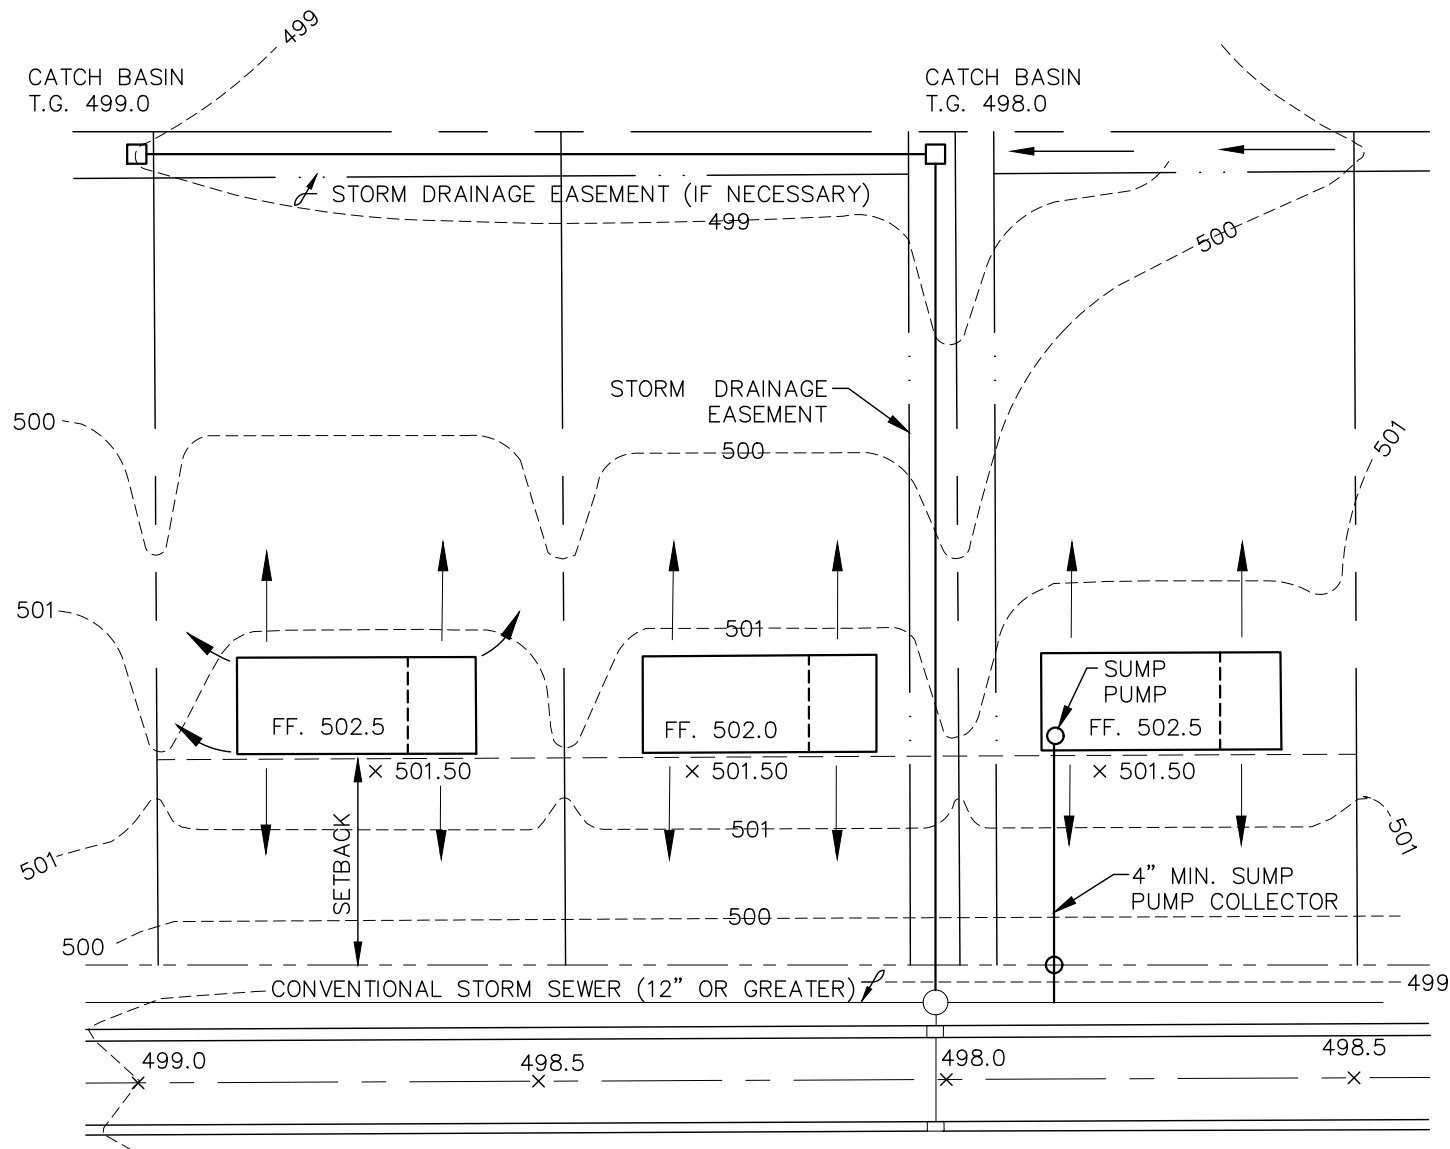 499
CATCH BASIN
T.G. 499.0
CATCH BASIN
T.G. 498.0
STORM DRAINAGE EASEMENT (IF NECESSARY)
499
500
STORM DRAINAGE
EASEMENT
500
500
501
501
501
SUMP
PUMP
FF. 502.5
FF. 502.0
FF. 502.5
× 501.50
× 501.50
× 501.50
501
501
501
SETBACK
4" MIN. SUMP
PUMP COLLECTOR
500
500
CONVENTIONAL STORM SEWER (12" OR GREATER)
499
499.0
498.5
498.0
498.5